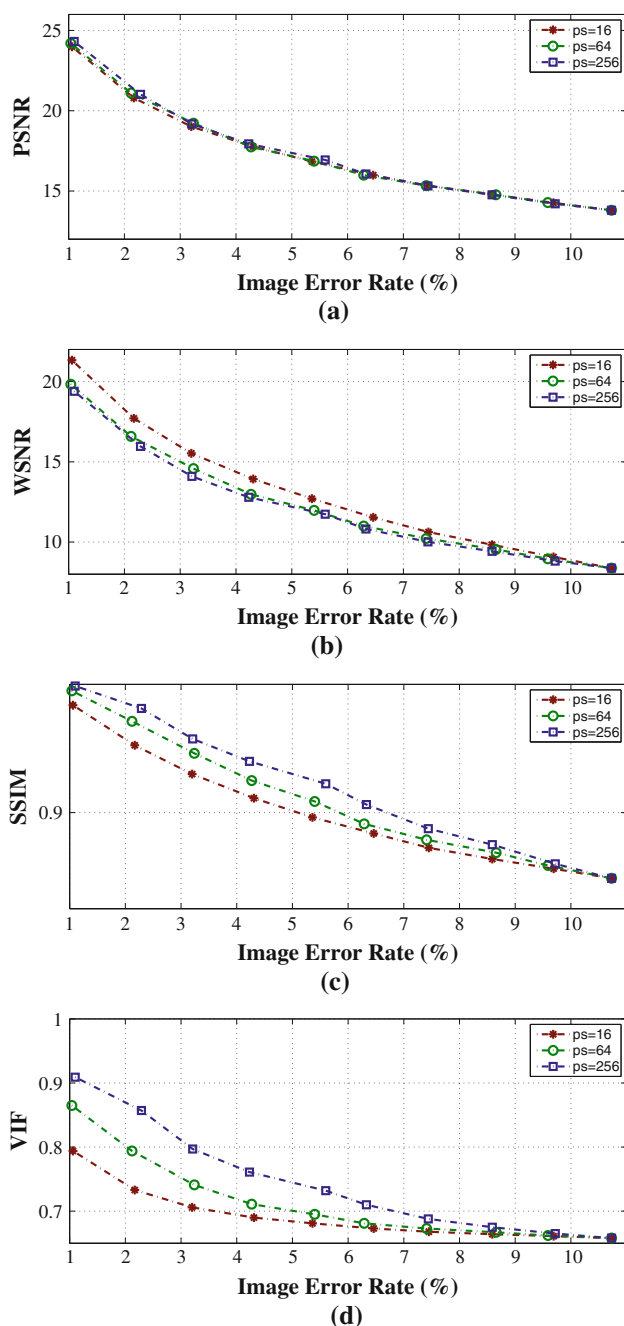 25
20
15
PSNR
ps=16
ps=64
ps=256
1 2 3 4 5 6 7 8 9 10
Image Error Rate (%)
(a)
20
15
10
WSNR
ps=16
ps=64
ps=256
1 2 3 4 5 6 7 8 9 10
Image Error Rate (%)
(b)
0.9
SSIM
ps=16
ps=64
ps=256
1 2 3 4 5 6 7 8 9 10
Image Error Rate (%)
(c)
1
0.9
0.8
0.7
VIF
ps=16
ps=64
ps=256
1 2 3 4 5 6 7 8 9 10
Image Error Rate (%)
(d)